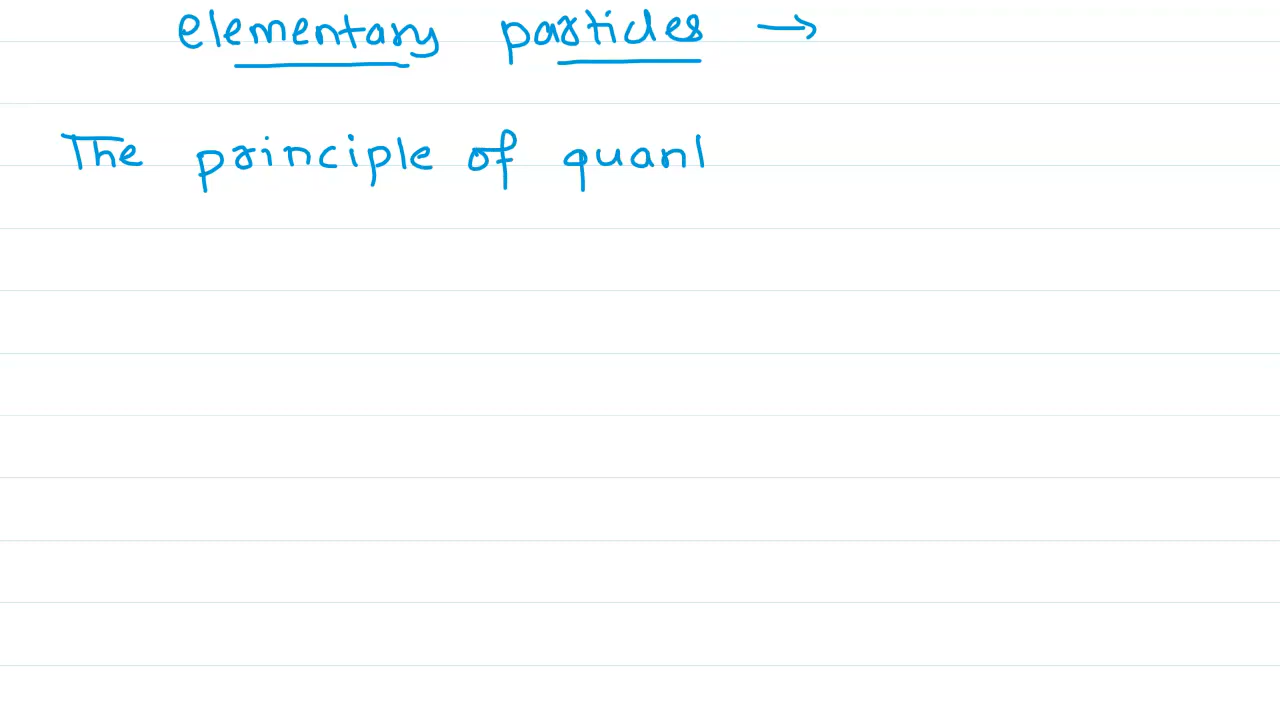 elementary particles →
The principle of quanl